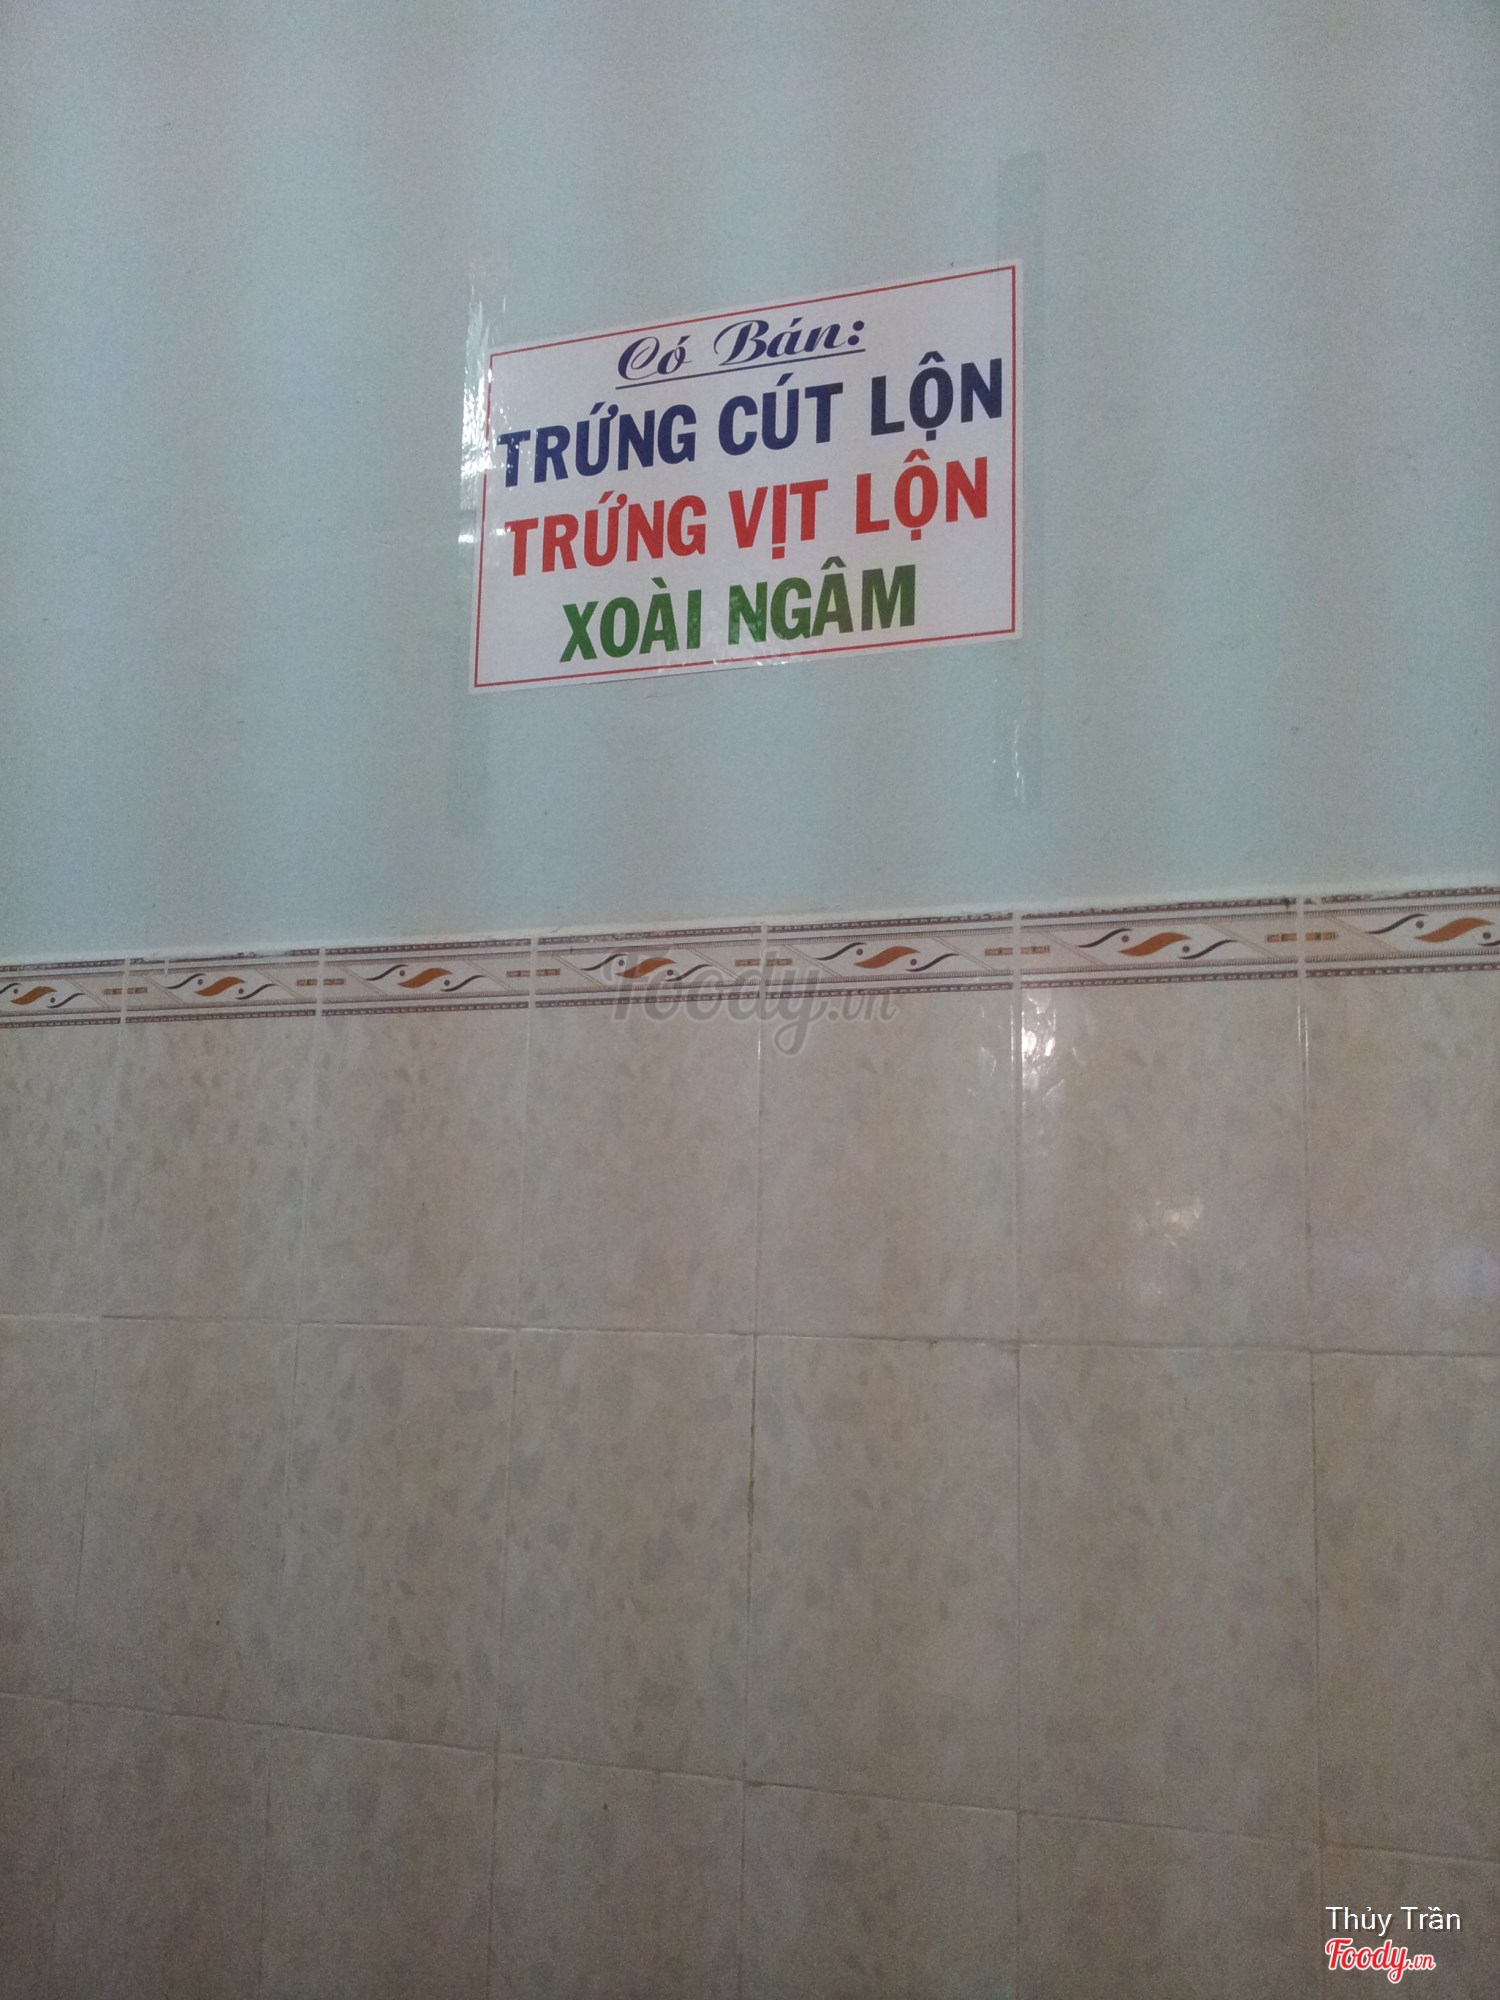 Có Bán:
TRỨNG CÚT LỘN
TRỨNG VỊT LỘN
XOÀI NGÂM
Foody.vn
Thủy Trần
Foody.vn